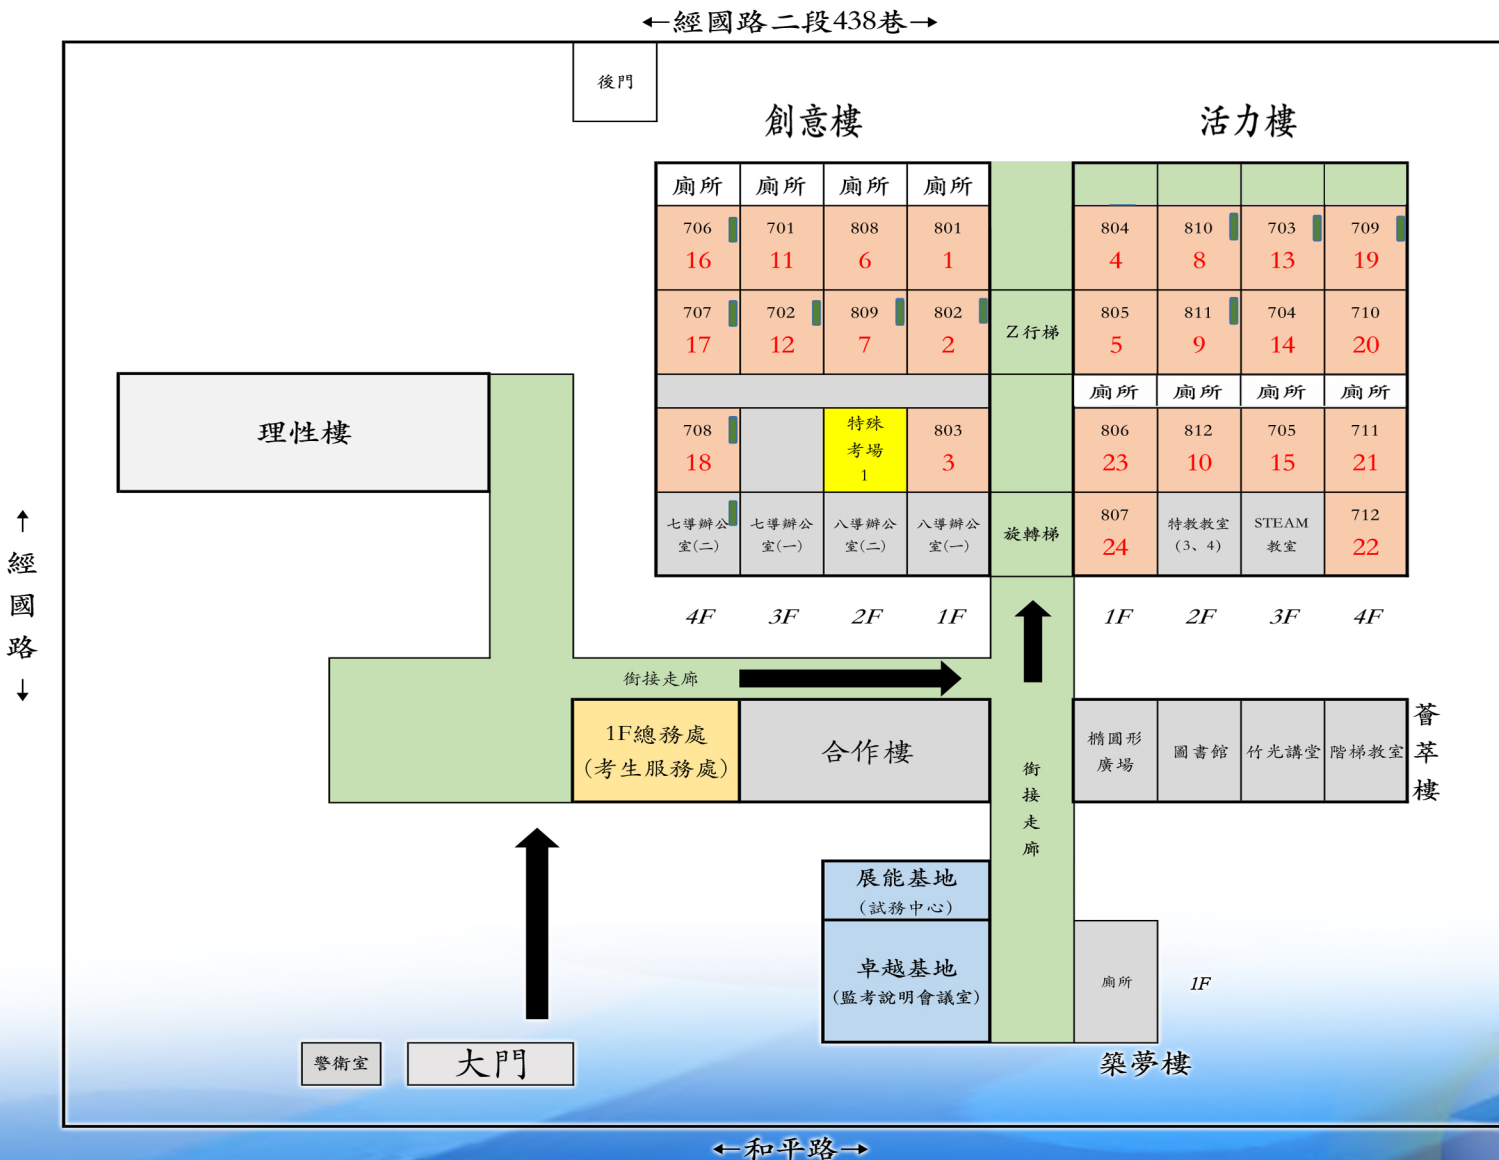 ←經國路二段438巷→
後門
創意樓
活力樓
廁所 廁所 廁所 廁所
706 701 808 801 804 810 703 709
16 11 6 1 4 8 13 19
707 702 809 802 805 811 704 710
17 12 7 2 5 9 14 20
Z行梯
廁所 廁所 廁所 廁所
理性樓
708 803 806 812 705 711
18 3 23 10 15 21
特殊
考場
1
七導辦公
室(二)
七導辦公
室(一)
八導辦公
室(二)
八導辦公
室(一)
旋轉梯
807
24
特教教室
(3、4)
STEAM
教室
712
22
4F 3F 2F 1F 1F 2F 3F 4F
↑
經
國
路
↓
銜接走廊
1F總務處
(考生服務處)
合作樓
銜
接
走
廊
橢圓形
廣場
圖書館
竹光講堂
階梯教室
薈
萃
樓
展能基地
(試務中心)
卓越基地
(監考說明會議室)
廁所
1F
築夢樓
警衛室
大門
←和平路→